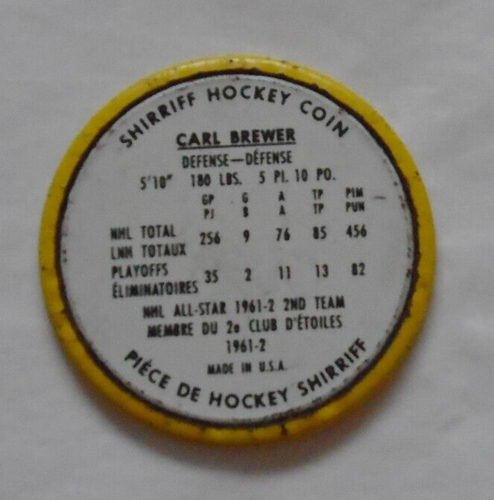 SHIRRIFF HOCKEY COIN
CARL BREWER
DEFENSE—DÉFENSE
5'10" 180 LBS. 5 PI. 10 PO.
GP G A TP PIM
PJ B A TP PUN
NHL TOTAL 256 9 76 85 456
LNH TOTAUX
PLAYOFFS 35 2 11 13 82
ÉLIMINATOIRES
NHL ALL-STAR 1961-2 2ND TEAM
MEMBRE DU 2e CLUB D'ÉTOILES
1961-2
MADE IN U.S.A.
PIÈCE DE HOCKEY SHIRRIFF